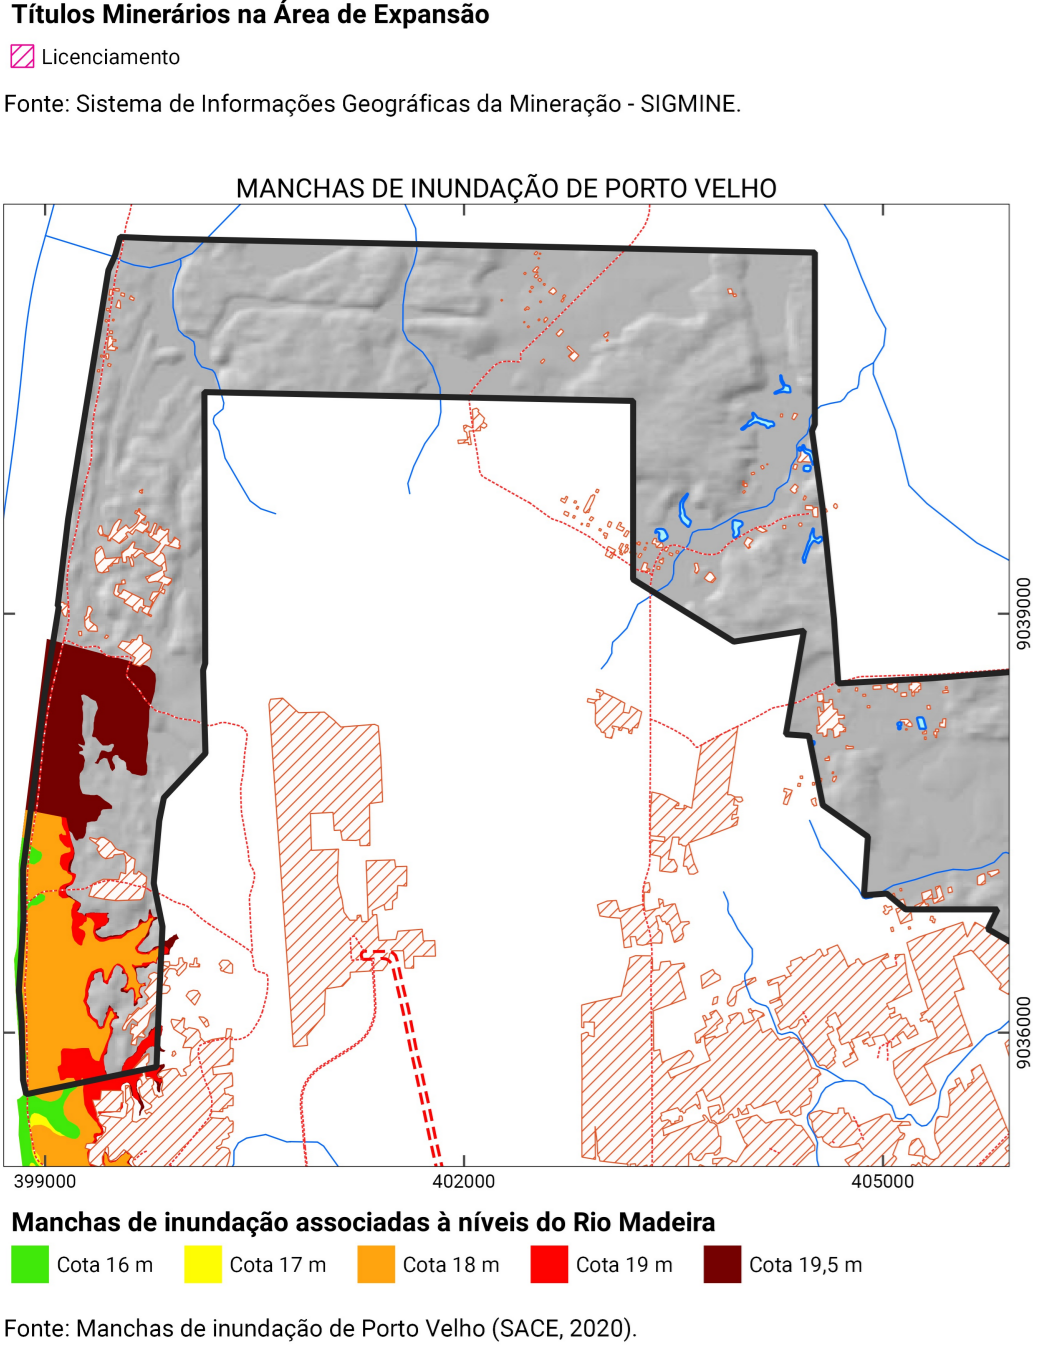 Títulos Minerários na Área de Expansão
Licenciamento
Fonte: Sistema de Informações Geográficas da Mineração - SIGMINE.
MANCHAS DE INUNDAÇÃO DE PORTO VELHO
9039000
9036000
399000
402000
405000
Manchas de inundação associadas à níveis do Rio Madeira
Cota 16 m
Cota 17 m
Cota 18 m
Cota 19 m
Cota 19,5 m
Fonte: Manchas de inundação de Porto Velho (SACE, 2020).